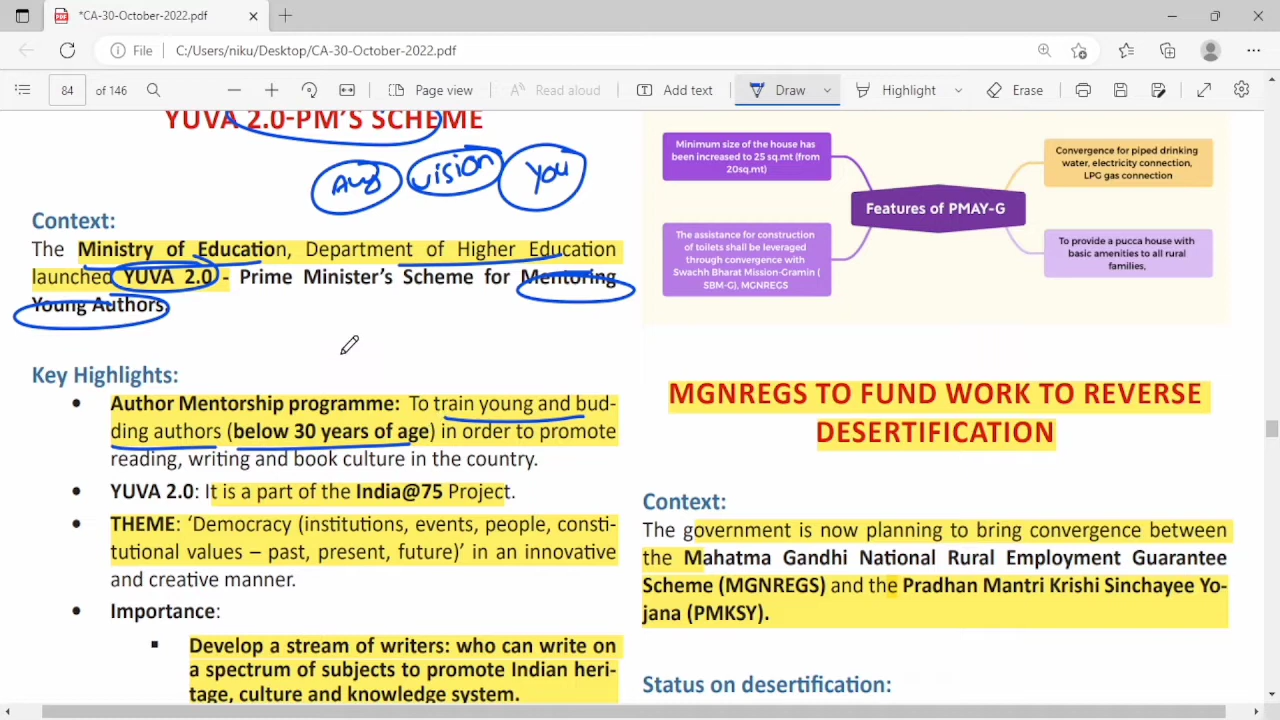 *CA-30-October-2022.pdf
File
C:/Users/niku/Desktop/CA-30-October-2022.pdf
84 of 146
Page view
Read aloud
Add text
Draw
Highlight
Erase
YUVA 2.0-PM'S SCHEME
vision
You
Context:
The Ministry of Education, Department of Higher Education
launched YUVA 2.0 - Prime Minister's Scheme for Mentoring
Young Authors.
Key Highlights:
• Author Mentorship programme: To train young and bud-
ding authors (below 30 years of age) in order to promote
reading, writing and book culture in the country.
• YUVA 2.0: It is a part of the India@75 Project.
• THEME: 'Democracy (institutions, events, people, consti-
tutional values – past, present, future)' in an innovative
and creative manner.
• Importance:
▪ Develop a stream of writers: who can write on
a spectrum of subjects to promote Indian heri-
tage, culture and knowledge system.
Minimum size of the house has
been increased to 25 sq.mt (from
20sq.mt)
The assistance for construction
of toilets shall be leveraged
through convergence with
Swachh Bharat Mission-Gramin (
SBM-G), MGNREGS
Features of PMAY-G
Convergence for piped drinking
water, electricity connection,
LPG gas connection
To provide a pucca house with
basic amenities to all rural
families,
MGNREGS TO FUND WORK TO REVERSE
DESERTIFICATION
Context:
The government is now planning to bring convergence between
the Mahatma Gandhi National Rural Employment Guarantee
Scheme (MGNREGS) and the Pradhan Mantri Krishi Sinchayee Yo-
jana (PMKSY).
Status on desertification: